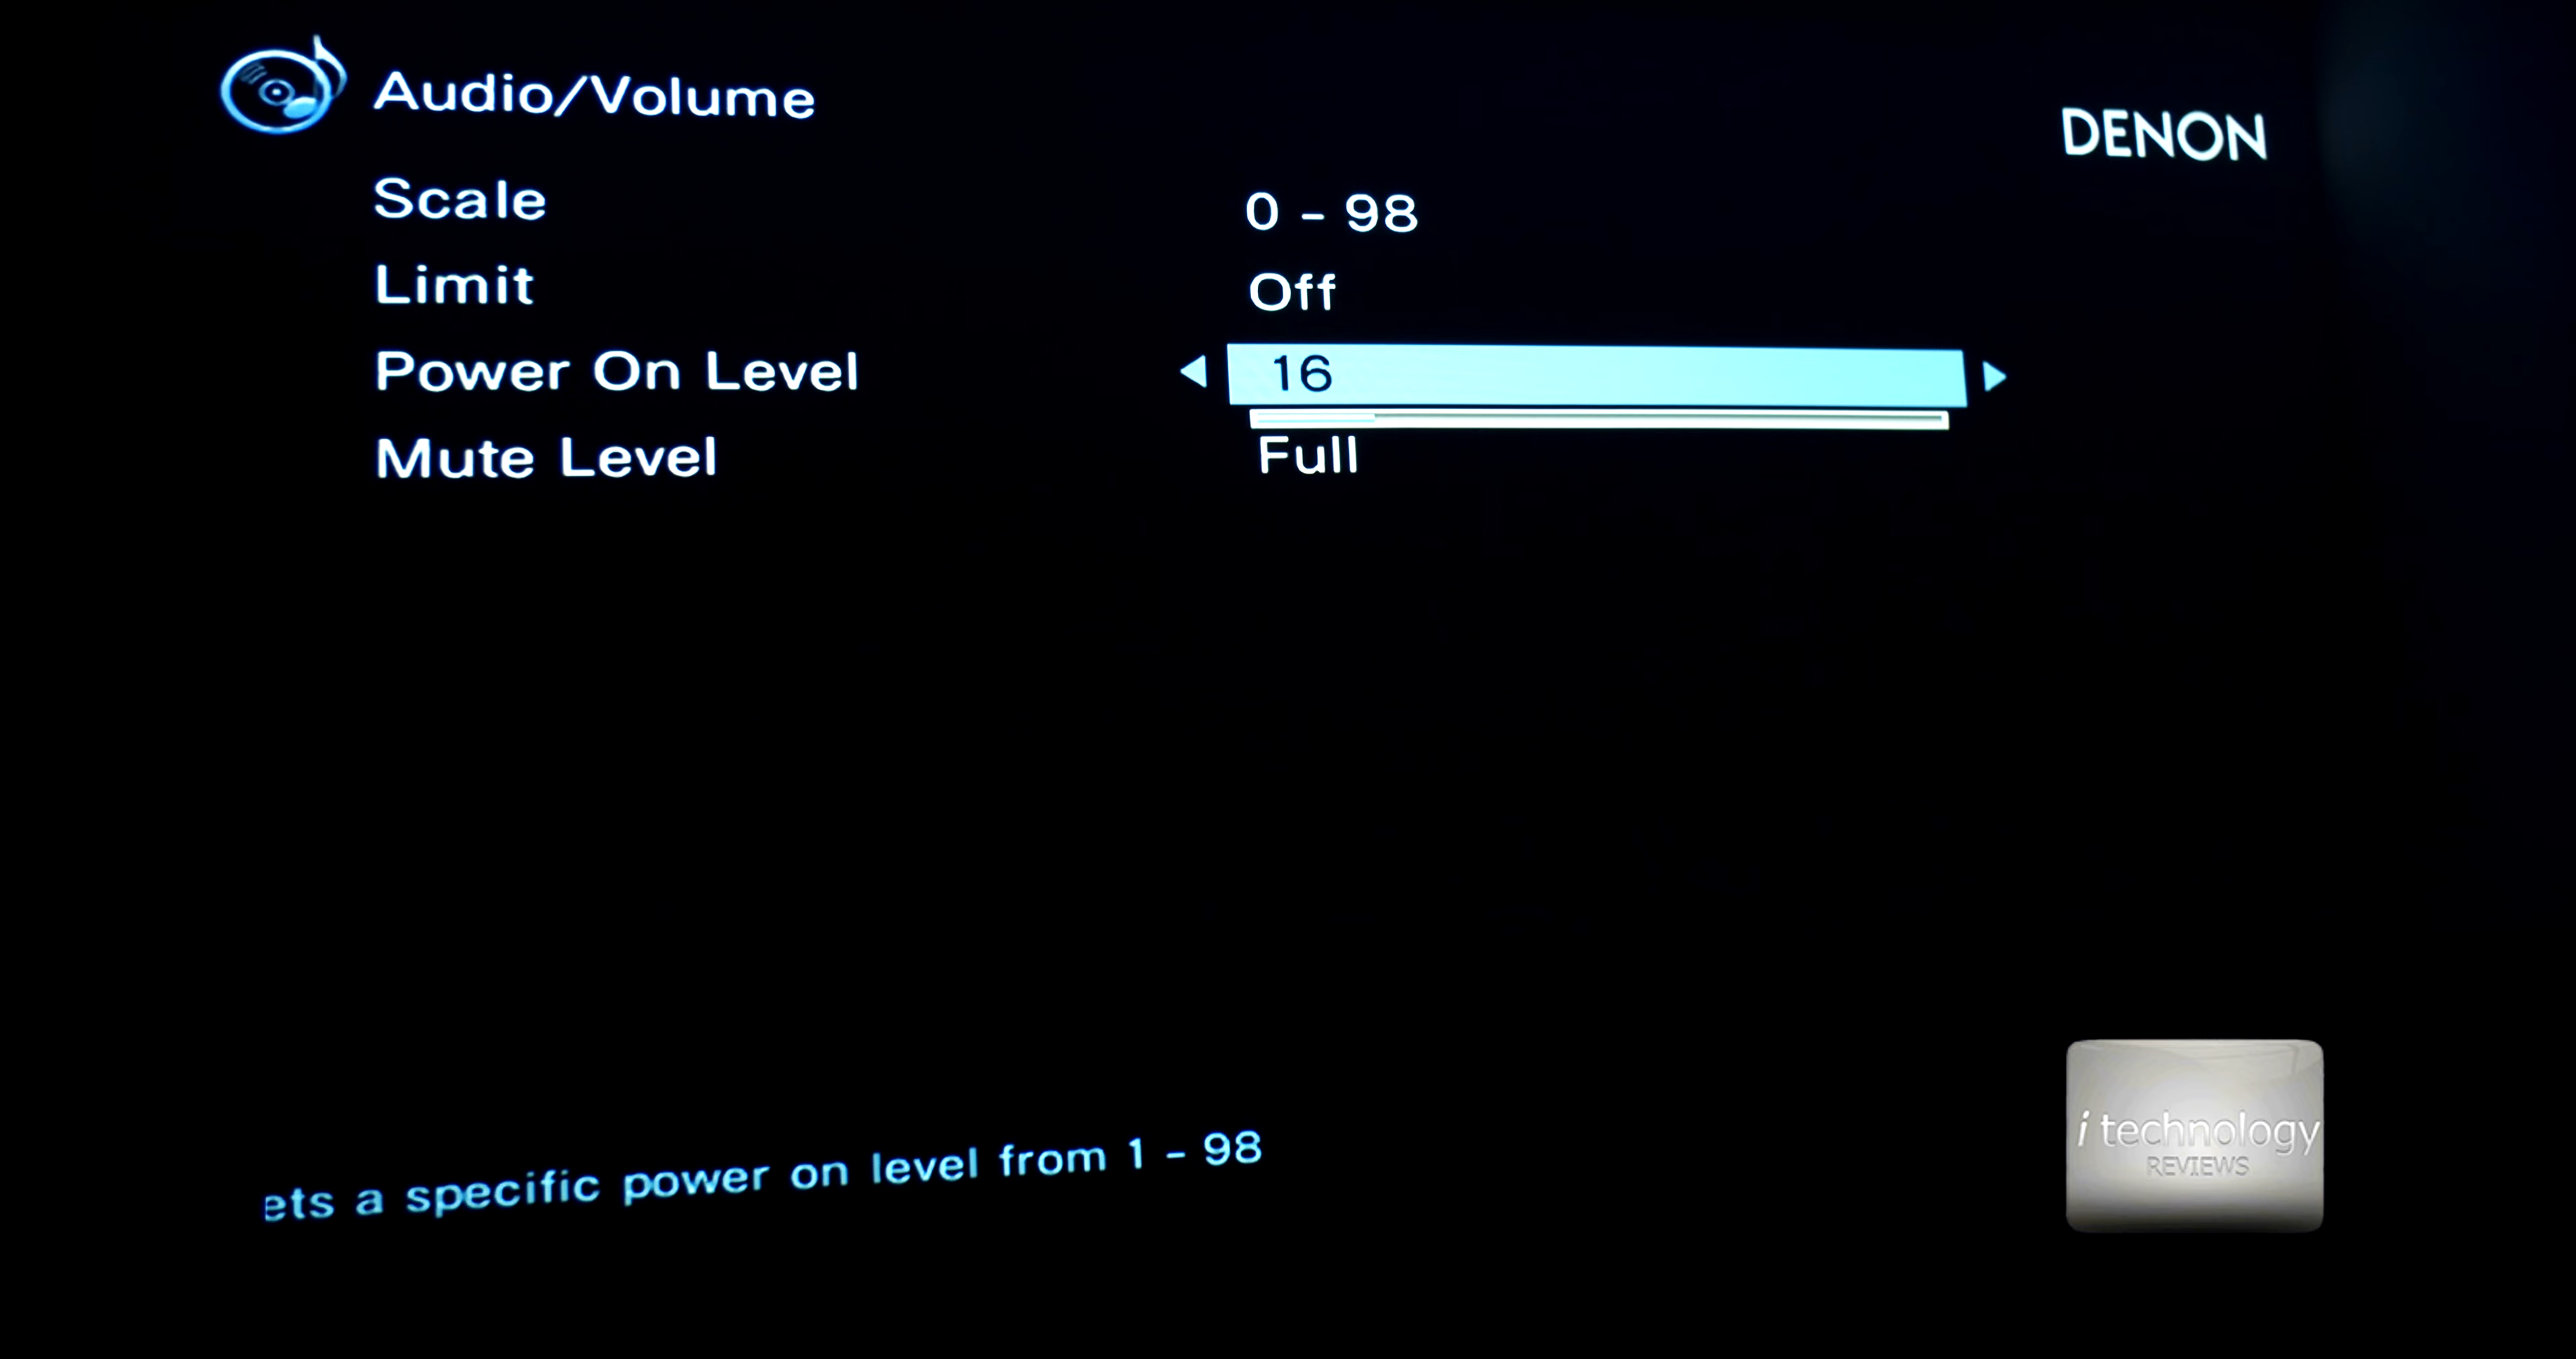 Audio/Volume
DENON
Scale 0 - 98
Limit Off
Power On Level 16
Mute Level Full
ets a specific power on level from 1 - 98
i technology
REVIEWS